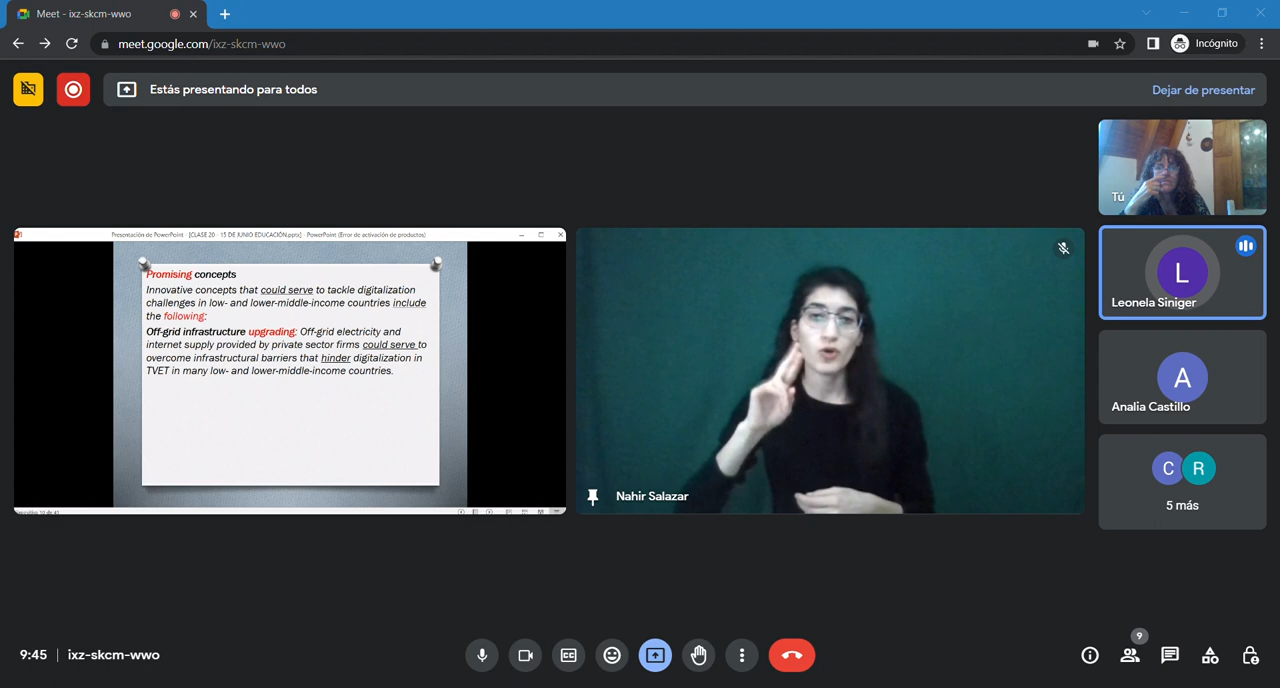 Meet - ixz-skcm-wwo
meet.google.com/ixz-skcm-wwo
Incógnito
Estás presentando para todos
Dejar de presentar
Tú
Presentación de PowerPoint - [CLASE 20 - 15 DE JUNIO EDUCACIÓN.pptx] - PowerPoint (Error de activación de productos)
Promising concepts
Innovative concepts that could serve to tackle digitalization
challenges in low- and lower-middle-income countries include
the following:
Off-grid infrastructure upgrading: Off-grid electricity and
internet supply provided by private sector firms could serve to
overcome infrastructural barriers that hinder digitalization in
TVET in many low- and lower-middle-income countries.
Nahir Salazar
L
Leonela Siniger
A
Analia Castillo
C R
5 más
9:45 | ixz-skcm-wwo
9